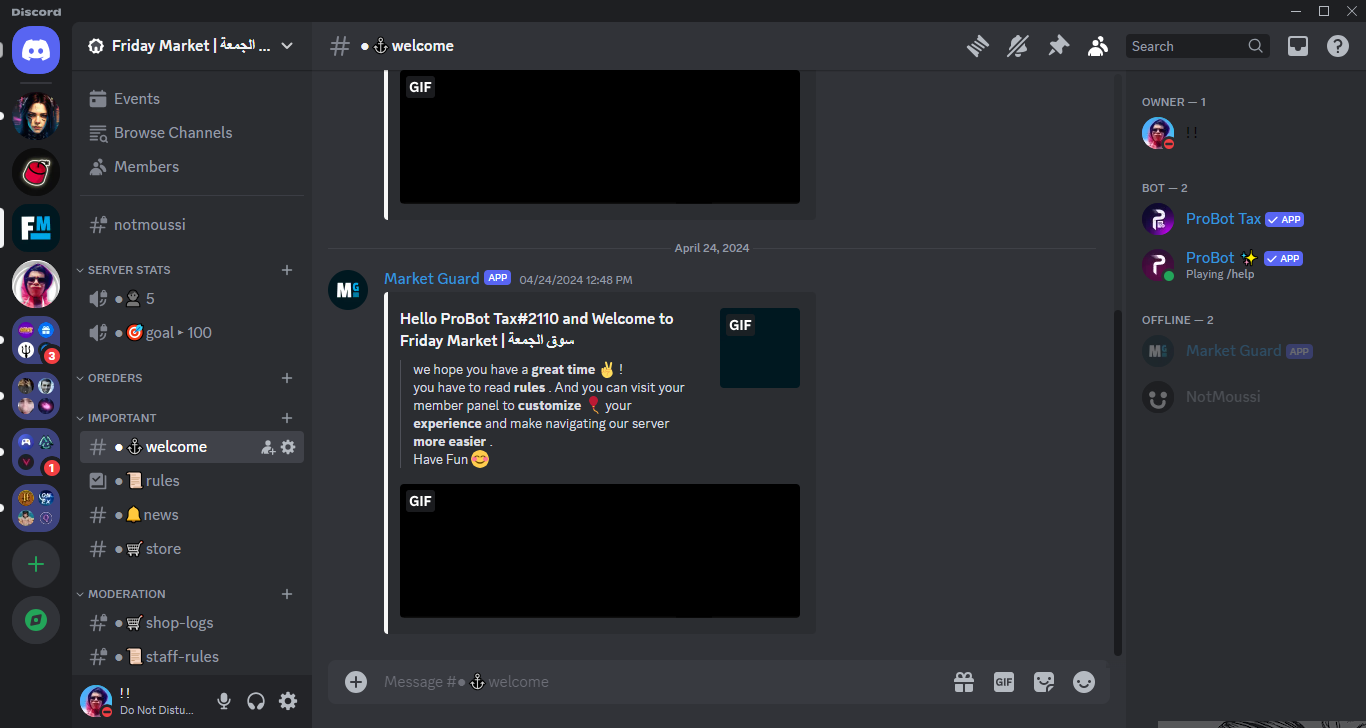 Discord
Friday Market | سوق الجمعة ...
● ⚓ welcome
Search
Events
Browse Channels
Members
notmoussi
SERVER STATS
● 👤 5
● 🎯 goal ▸ 100
OREDERS
IMPORTANT
● ⚓ welcome
● 📜 rules
● 🔔 news
● 🛒 store
MODERATION
● 🛒 shop-logs
● 📜 staff-rules
3
1
FM
!!
Do Not Distu...
GIF
April 24, 2024
MG
Market Guard APP 04/24/2024 12:48 PM
Hello ProBot Tax#2110 and Welcome to
Friday Market | سوق الجمعة
we hope you have a great time ✌️ !
you have to read rules . And you can visit your
member panel to customize 🎈 your
experience and make navigating our server
more easier .
Have Fun 😊
GIF
GIF
Message #● ⚓ welcome
GIF
OWNER — 1
!!
BOT — 2
ProBot Tax ✓ APP
ProBot ✨ ✓ APP
Playing /help
OFFLINE — 2
MG
Market Guard APP
NotMoussi